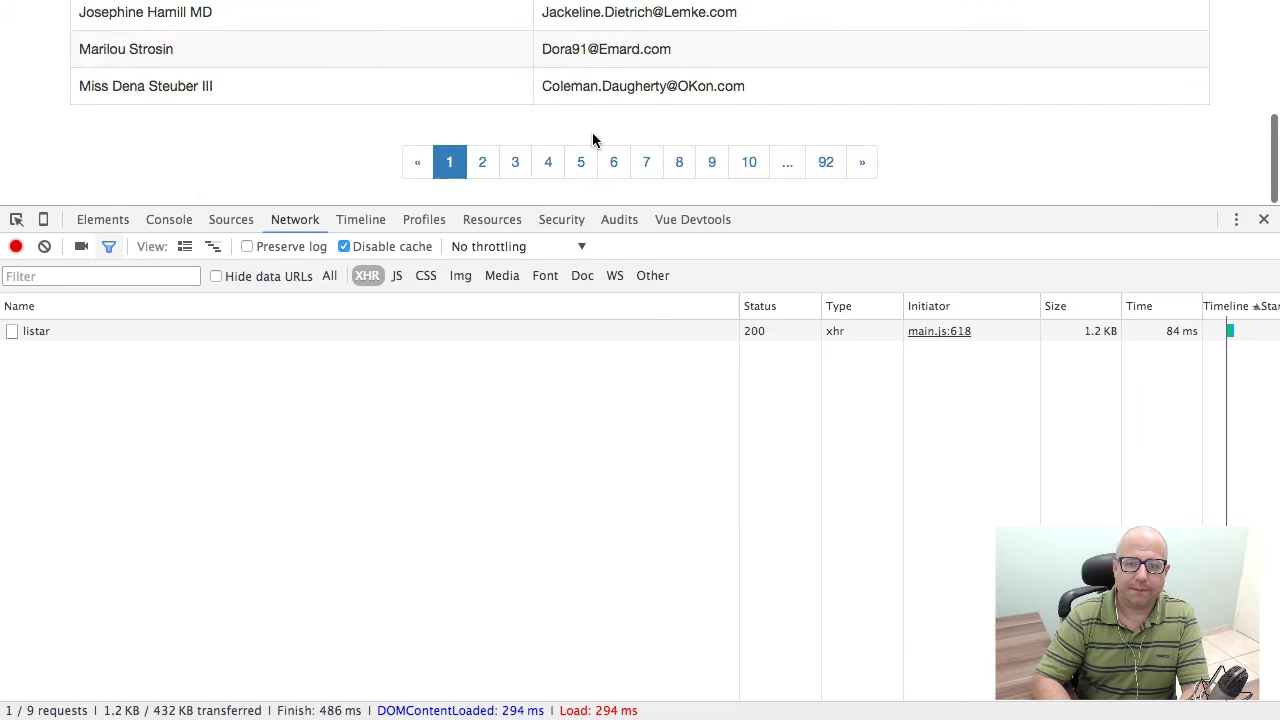 Josephine Hamill MD Jackeline.Dietrich@Lemke.com
Marilou Strosin Dora91@Emard.com
Miss Dena Steuber III Coleman.Daugherty@OKon.com
« 1 2 3 4 5 6 7 8 9 10 ... 92 »
Elements Console Sources Network Timeline Profiles Resources Security Audits Vue Devtools
View: Preserve log Disable cache No throttling
Filter Hide data URLs All XHR JS CSS Img Media Font Doc WS Other
Name Status Type Initiator Size Time Timeline Star
listar 200 xhr main.js:618 1.2 KB 84 ms
1 / 9 requests | 1.2 KB / 432 KB transferred | Finish: 486 ms | DOMContentLoaded: 294 ms | Load: 294 ms